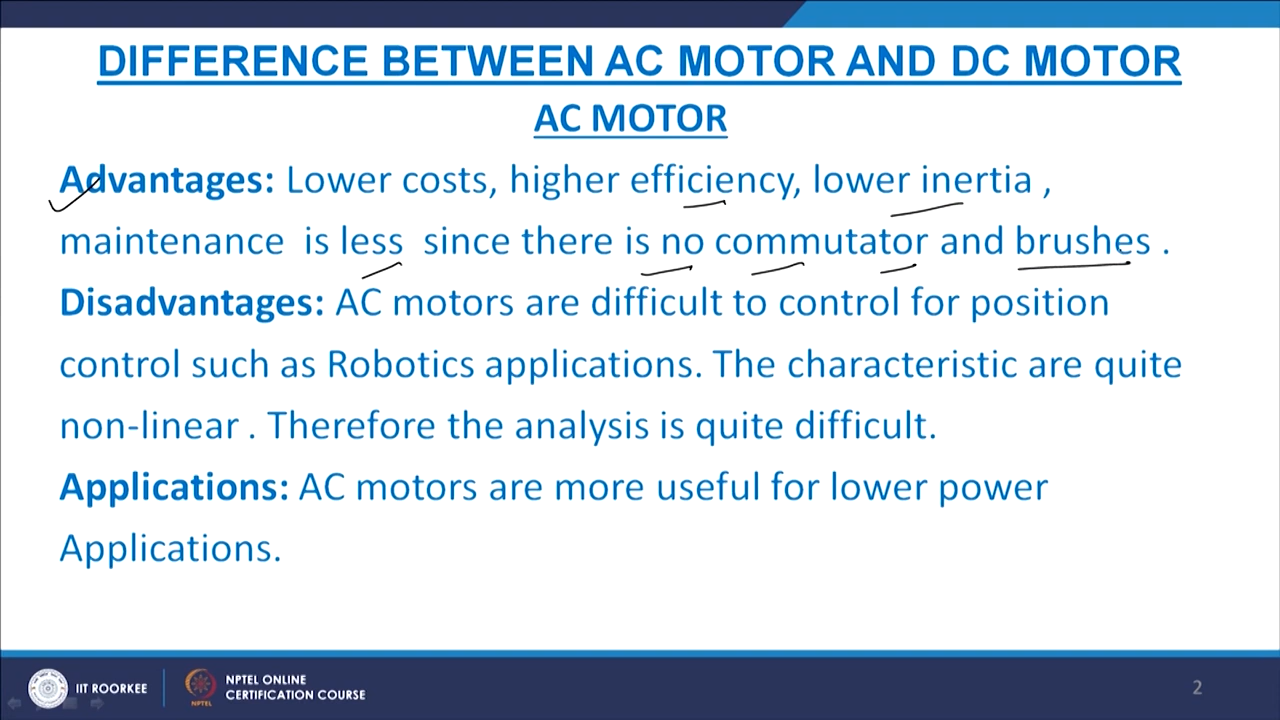 DIFFERENCE BETWEEN AC MOTOR AND DC MOTOR
AC MOTOR
Advantages: Lower costs, higher efficiency, lower inertia ,
maintenance is less since there is no commutator and brushes .
Disadvantages: AC motors are difficult to control for position
control such as Robotics applications. The characteristic are quite
non-linear . Therefore the analysis is quite difficult.
Applications: AC motors are more useful for lower power
Applications.
IIT ROORKEE
NPTEL
NPTEL ONLINE
CERTIFICATION COURSE
2